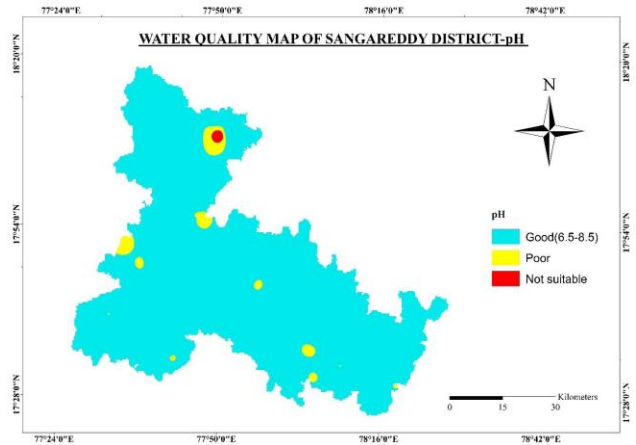 77°24'0"E 77°50'0"E 78°16'0"E 78°42'0"E
WATER QUALITY MAP OF SANGAREDDY DISTRICT-pH
18°20'0"N 18°20'0"N
N
17°54'0"N 17°54'0"N
pH
Good(6.5-8.5)
Poor
Not suitable
17°28'0"N 17°28'0"N
Kilometers
0 15 30
77°24'0"E 77°50'0"E 78°16'0"E 78°42'0"E